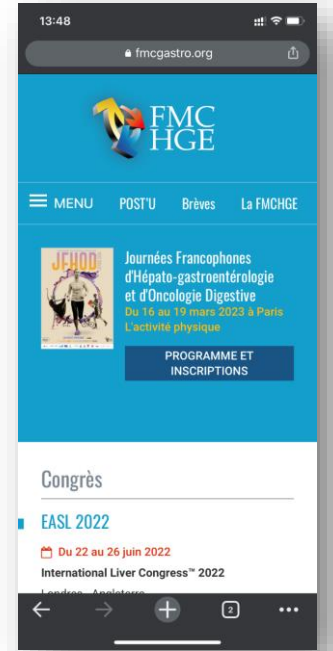 13:48
fmcgastro.org
FMC
HGE
MENU POST'U Brèves La FMCHGE
JFHOD
Journées Francophones
d'Hépato-gastroentérologie
et d'Oncologie Digestive
Du 16 au 19 mars 2023 à Paris
L'activité physique
PROGRAMME ET
INSCRIPTIONS
Congrès
EASL 2022
Du 22 au 26 juin 2022
International Liver Congress™ 2022
Londres - Angleterre
2